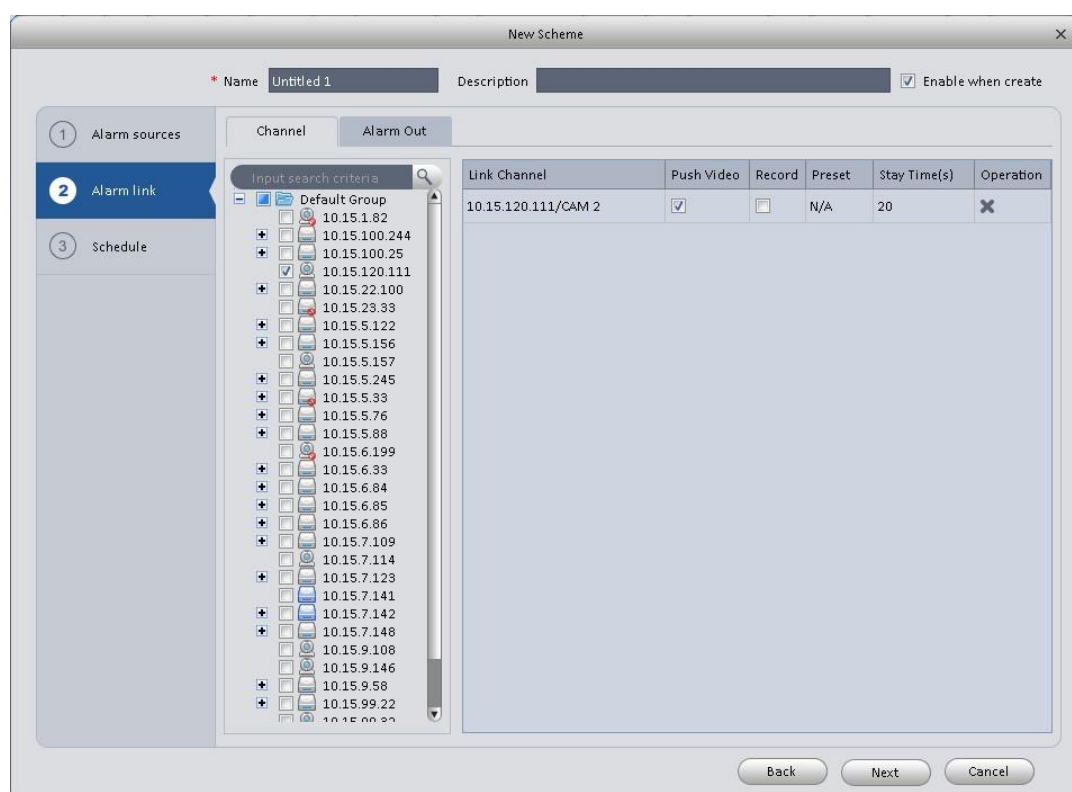 New Scheme
* Name Untitled 1 Description Enable when create
1 Alarm sources
2 Alarm link
3 Schedule
Channel Alarm Out
Input search criteria
Default Group
10.15.1.82
10.15.100.244
10.15.100.25
10.15.120.111
10.15.22.100
10.15.23.33
10.15.5.122
10.15.5.156
10.15.5.157
10.15.5.245
10.15.5.33
10.15.5.76
10.15.5.88
10.15.6.199
10.15.6.33
10.15.6.84
10.15.6.85
10.15.6.86
10.15.7.109
10.15.7.114
10.15.7.123
10.15.7.141
10.15.7.142
10.15.7.148
10.15.9.108
10.15.9.146
10.15.9.58
10.15.99.22
Link Channel Push Video Record Preset Stay Time(s) Operation
10.15.120.111/CAM 2 N/A 20
Back Next Cancel